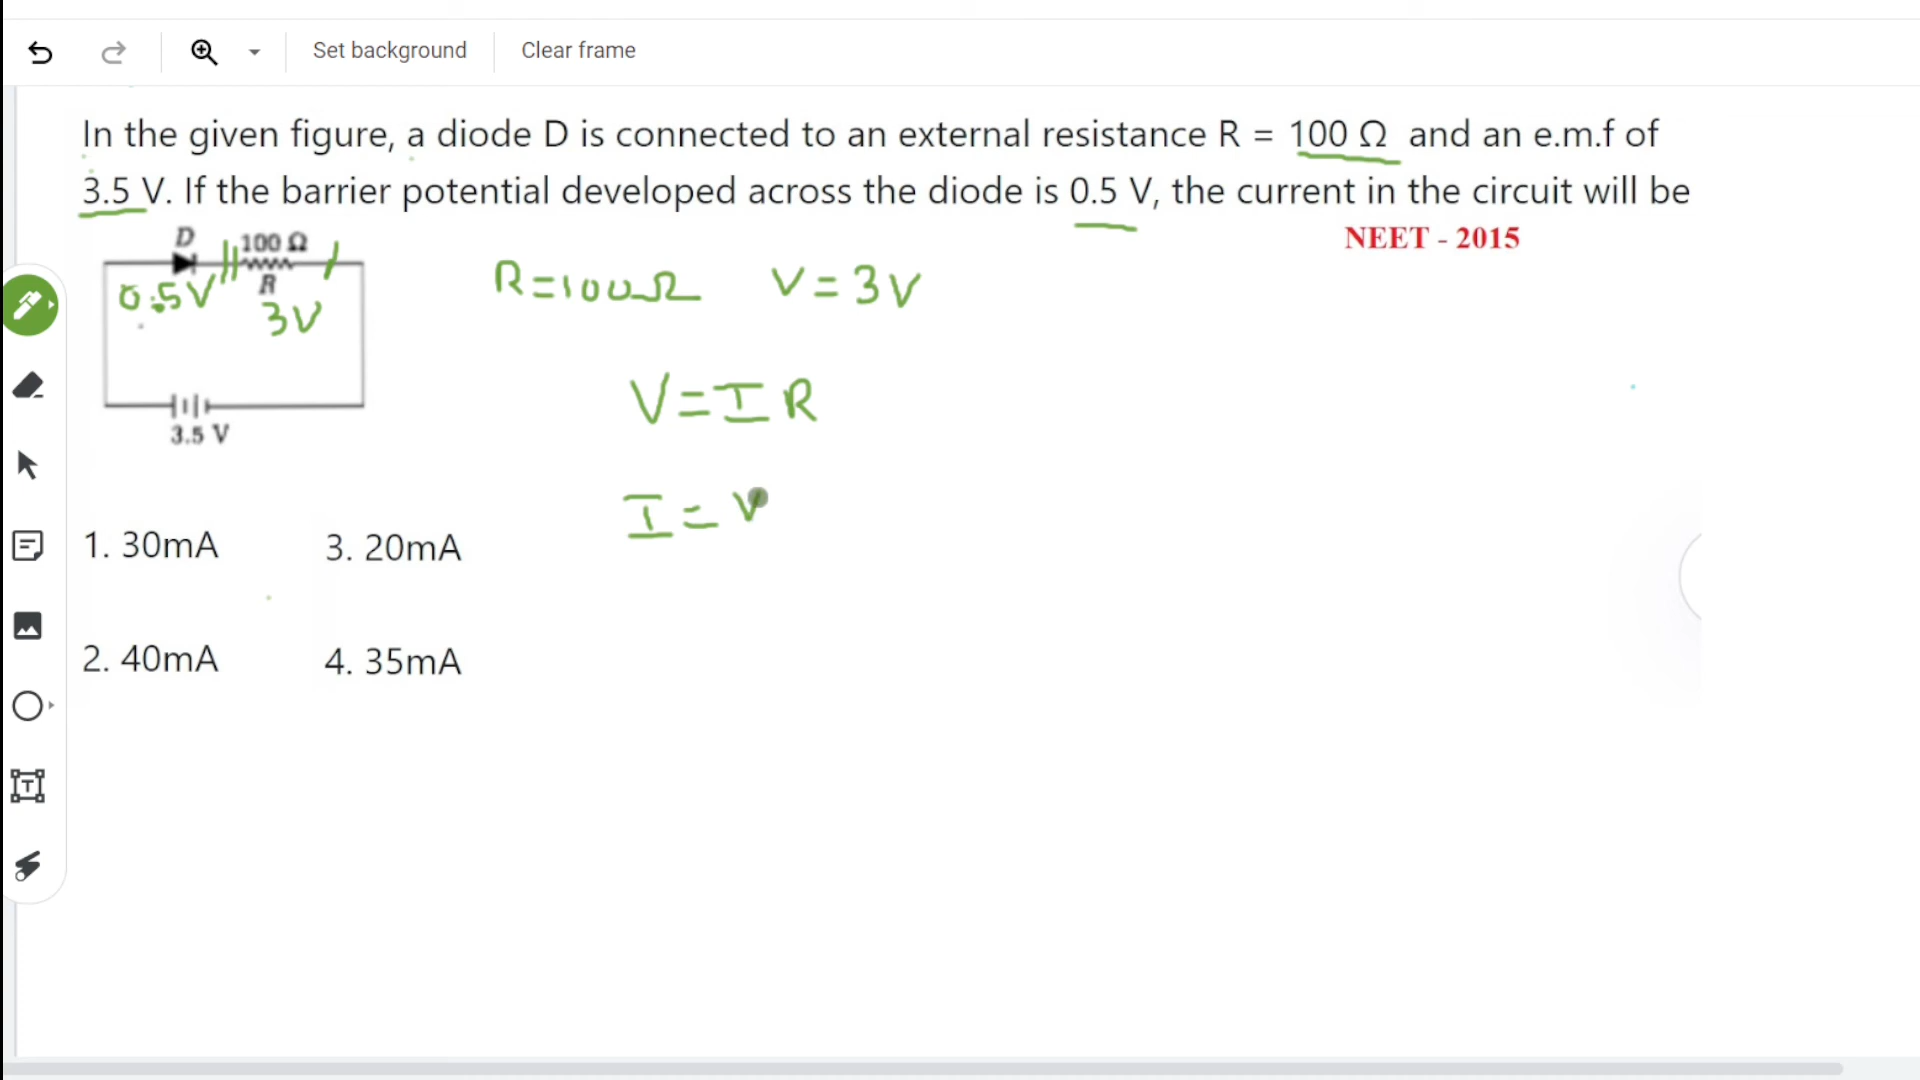 Set background Clear frame
In the given figure, a diode D is connected to an external resistance R = 100 Ω and an e.m.f of
3.5 V. If the barrier potential developed across the diode is 0.5 V, the current in the circuit will be
NEET - 2015
D 100 Ω
0.5V R
3V
3.5 V
R=100Ω V=3V
V=IR
I=V
1. 30mA 3. 20mA
2. 40mA 4. 35mA